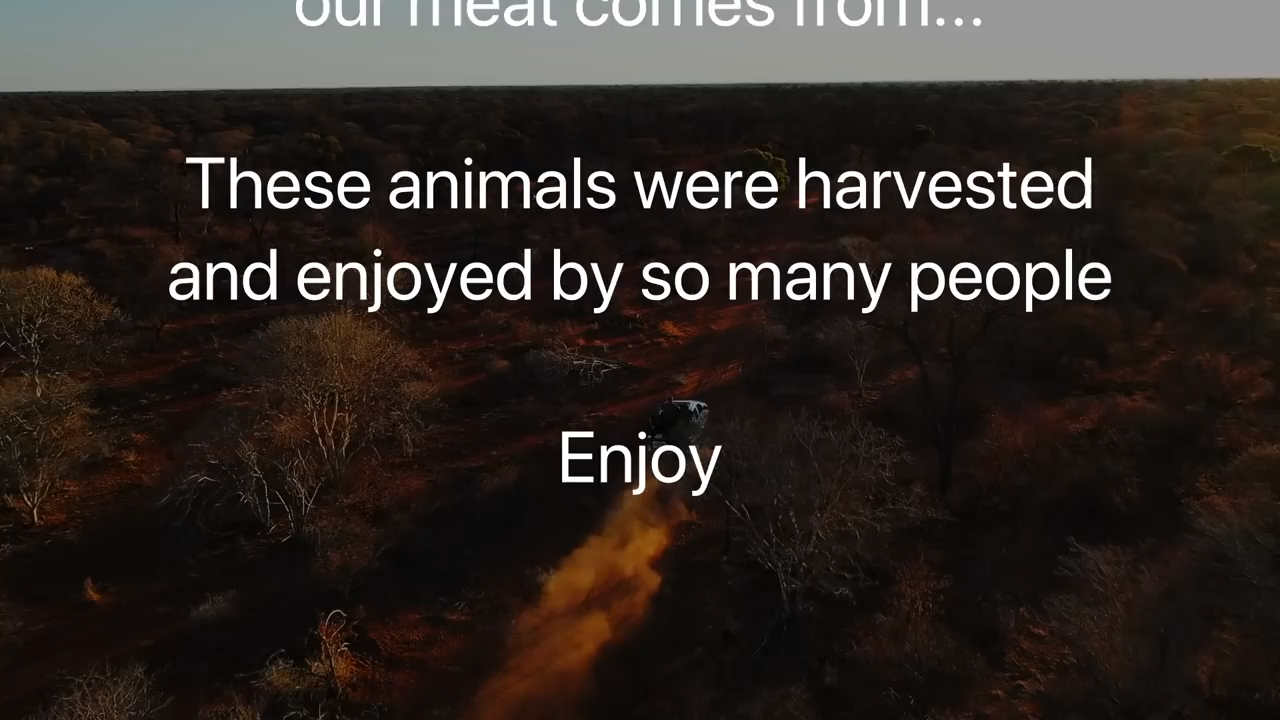 our meat comes from...
These animals were harvested
and enjoyed by so many people
Enjoy